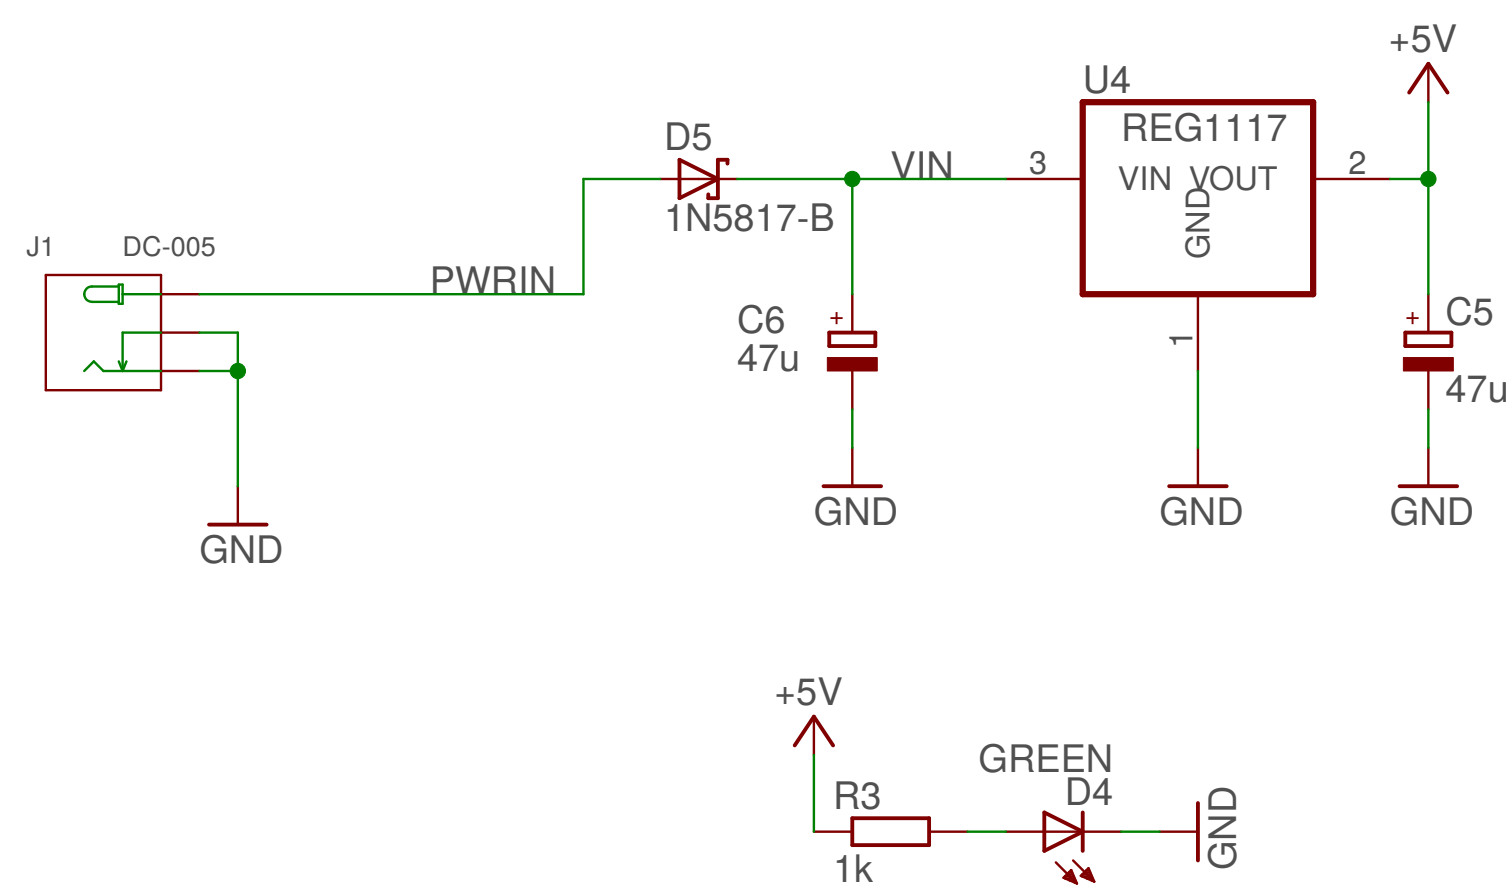 +5V
U4
REG1117
D5
VIN
3
VIN VOUT
2
GND
1N5817-B
J1 DC-005
PWRIN
+
C6
47u
1
+
C5
47u
GND
GND
GND
GND
+5V
GREEN
D4
R3
1k
GND